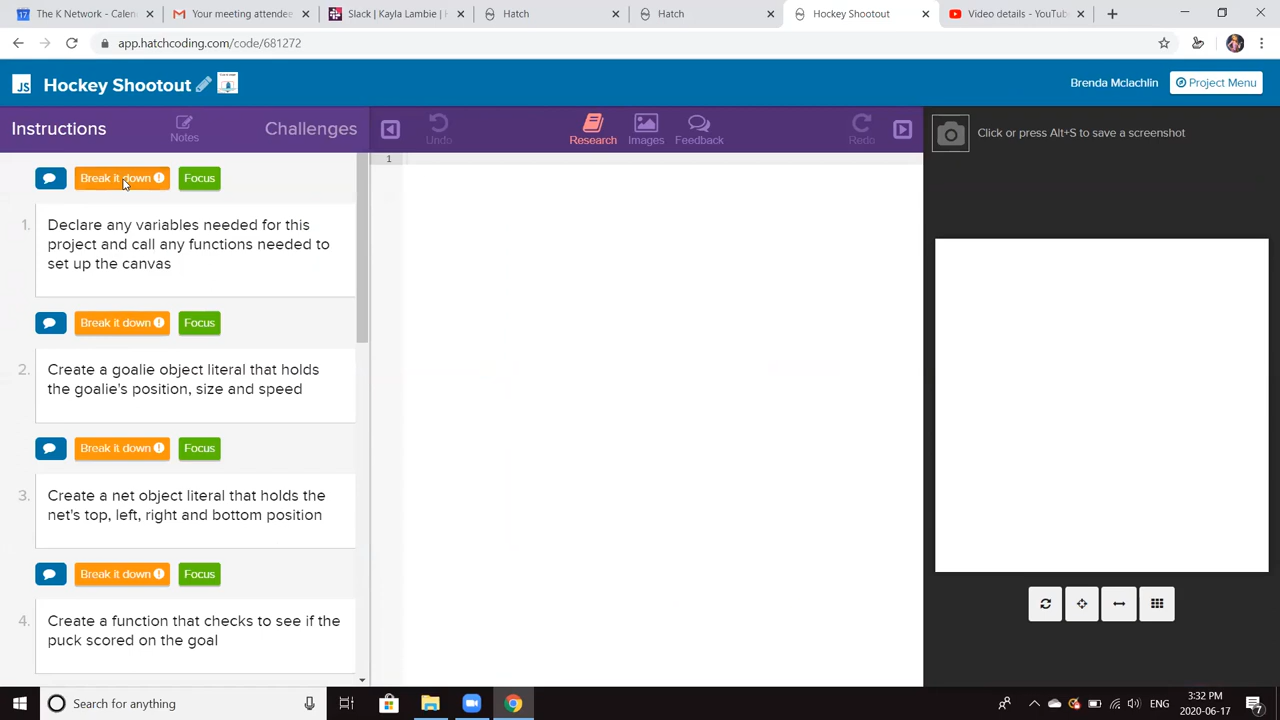 The K Network - Calen
Your meeting attendee
Slack | Kayla Lambie |
Hatch
Hatch
Hockey Shootout
Video details - YouTu
app.hatchcoding.com/code/681272
JS Hockey Shootout
Brenda Mclachlin
Project Menu
Instructions
Notes
Challenges
Undo
Research
Images
Feedback
Redo
Click or press Alt+S to save a screenshot
Break it down
Focus
1
1. Declare any variables needed for this
project and call any functions needed to
set up the canvas
Break it down
Focus
2. Create a goalie object literal that holds
the goalie's position, size and speed
Break it down
Focus
3. Create a net object literal that holds the
net's top, left, right and bottom position
Break it down
Focus
4. Create a function that checks to see if the
puck scored on the goal
Search for anything
ENG
3:32 PM
2020-06-17
7